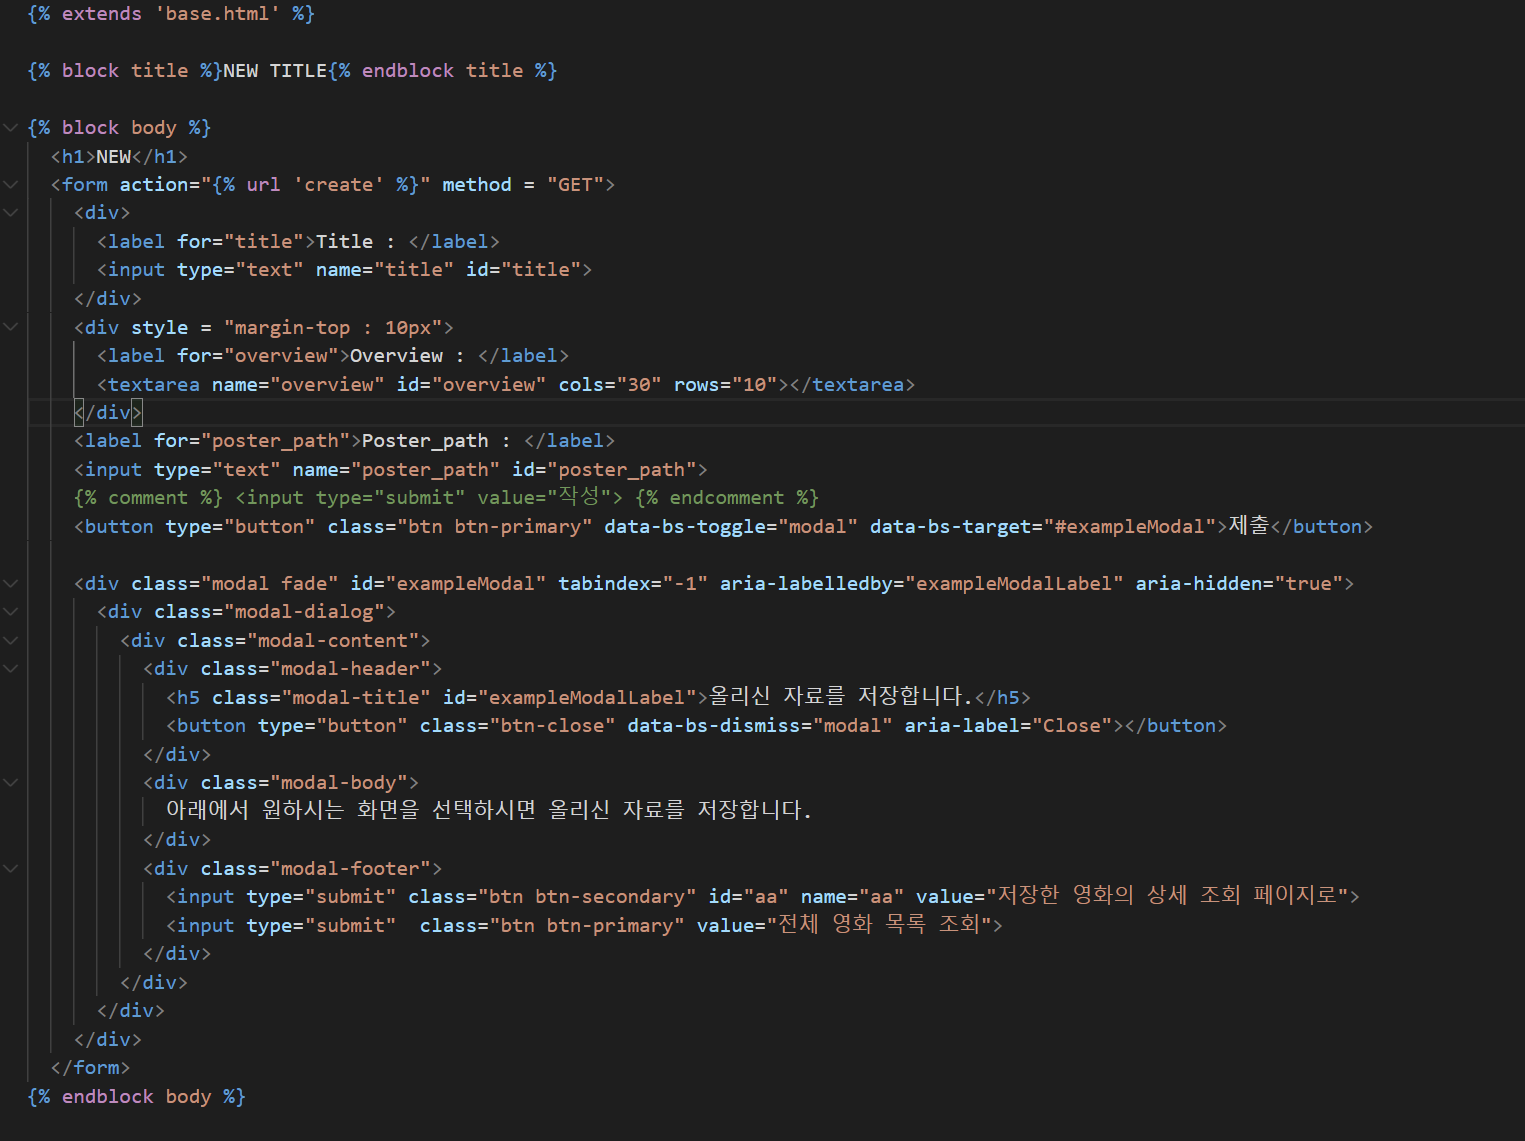 {% extends 'base.html' %}
{% block title %}NEW TITLE{% endblock title %}
{% block body %}
<h1>NEW</h1>
<form action="{% url 'create' %}" method = "GET">
<div>
<label for="title">Title : </label>
<input type="text" name="title" id="title">
</div>
<div style = "margin-top : 10px">
<label for="overview">Overview : </label>
<textarea name="overview" id="overview" cols="30" rows="10"></textarea>
</div>
<label for="poster_path">Poster_path : </label>
<input type="text" name="poster_path" id="poster_path">
{% comment %} <input type="submit" value="작성"> {% endcomment %}
<button type="button" class="btn btn-primary" data-bs-toggle="modal" data-bs-target="#exampleModal">제출</button>
<div class="modal fade" id="exampleModal" tabindex="-1" aria-labelledby="exampleModalLabel" aria-hidden="true">
<div class="modal-dialog">
<div class="modal-content">
<div class="modal-header">
<h5 class="modal-title" id="exampleModalLabel">올리신 자료를 저장합니다.</h5>
<button type="button" class="btn-close" data-bs-dismiss="modal" aria-label="Close"></button>
</div>
<div class="modal-body">
아래에서 원하시는 화면을 선택하시면 올리신 자료를 저장합니다.
</div>
<div class="modal-footer">
<input type="submit" class="btn btn-secondary" id="aa" name="aa" value="저장한 영화의 상세 조회 페이지로">
<input type="submit"  class="btn btn-primary" value="전체 영화 목록 조회">
</div>
</div>
</div>
</div>
</form>
{% endblock body %}